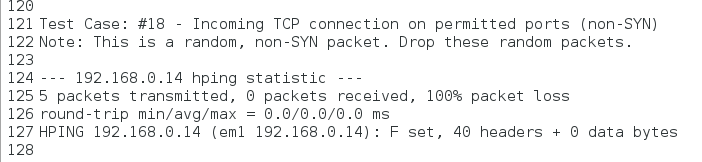 120
121 Test Case: #18 - Incoming TCP connection on permitted ports (non-SYN)
122 Note: This is a random, non-SYN packet. Drop these random packets.
123
124 --- 192.168.0.14 hping statistic ---
125 5 packets transmitted, 0 packets received, 100% packet loss
126 round-trip min/avg/max = 0.0/0.0/0.0 ms
127 HPING 192.168.0.14 (em1 192.168.0.14): F set, 40 headers + 0 data bytes
128